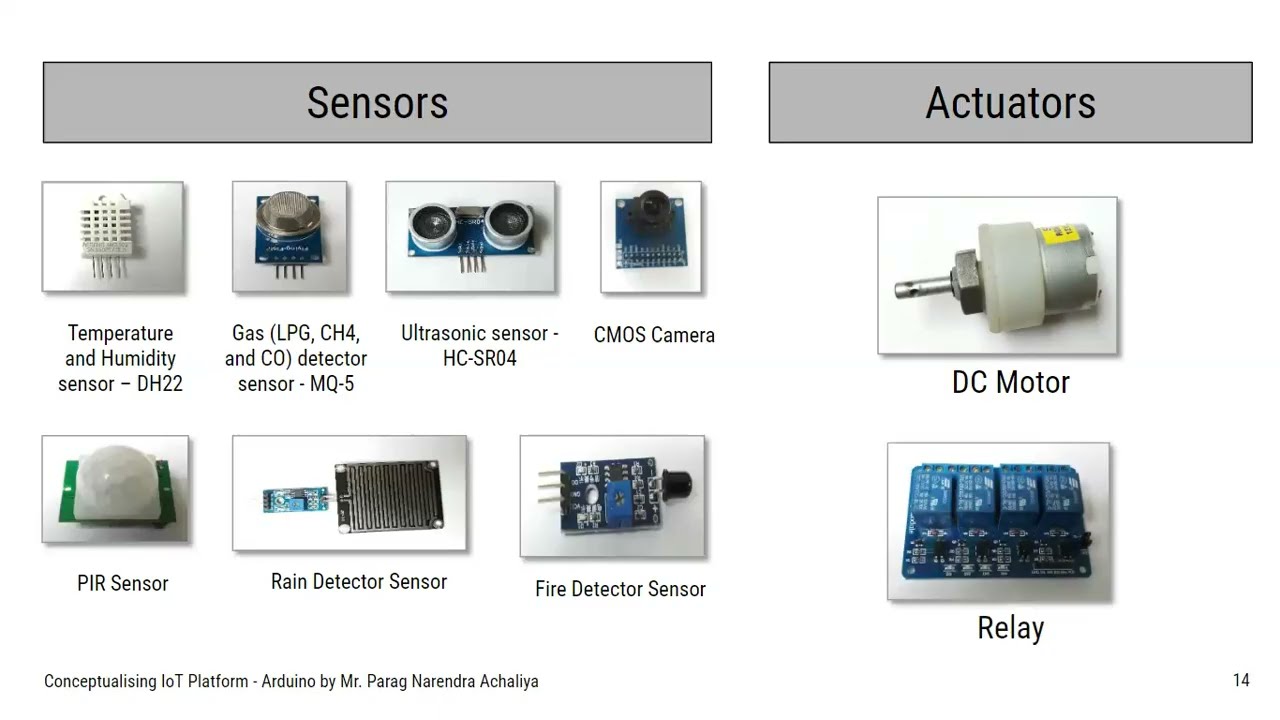 Sensors
Actuators
HC-SR04
Temperature
and Humidity
sensor – DH22
Gas (LPG, CH4,
and CO) detector
sensor - MQ-5
Ultrasonic sensor -
HC-SR04
CMOS Camera
DC Motor
PIR Sensor
Rain Detector Sensor
Fire Detector Sensor
Relay
Conceptualising IoT Platform - Arduino by Mr. Parag Narendra Achaliya
14